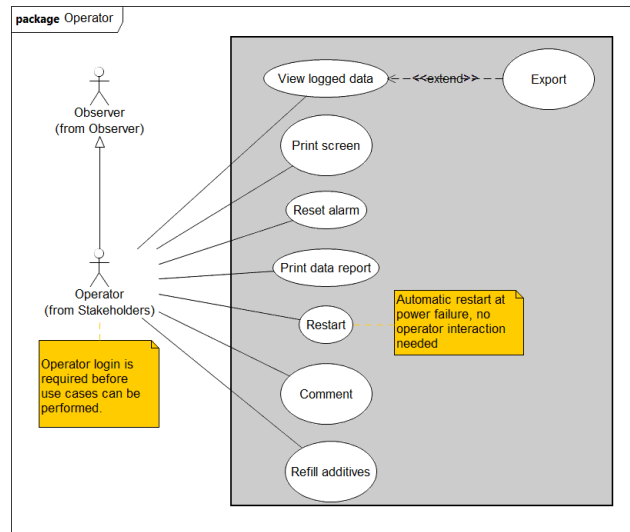 package Operator
Observer
(from Observer)
View logged data
<<extend>>
Export
Print screen
Reset alarm
Print data report
Operator
(from Stakeholders)
Restart
Automatic restart at
power failure, no
operator interaction
needed
Operator login is
required before
use cases can be
performed.
Comment
Refill additives